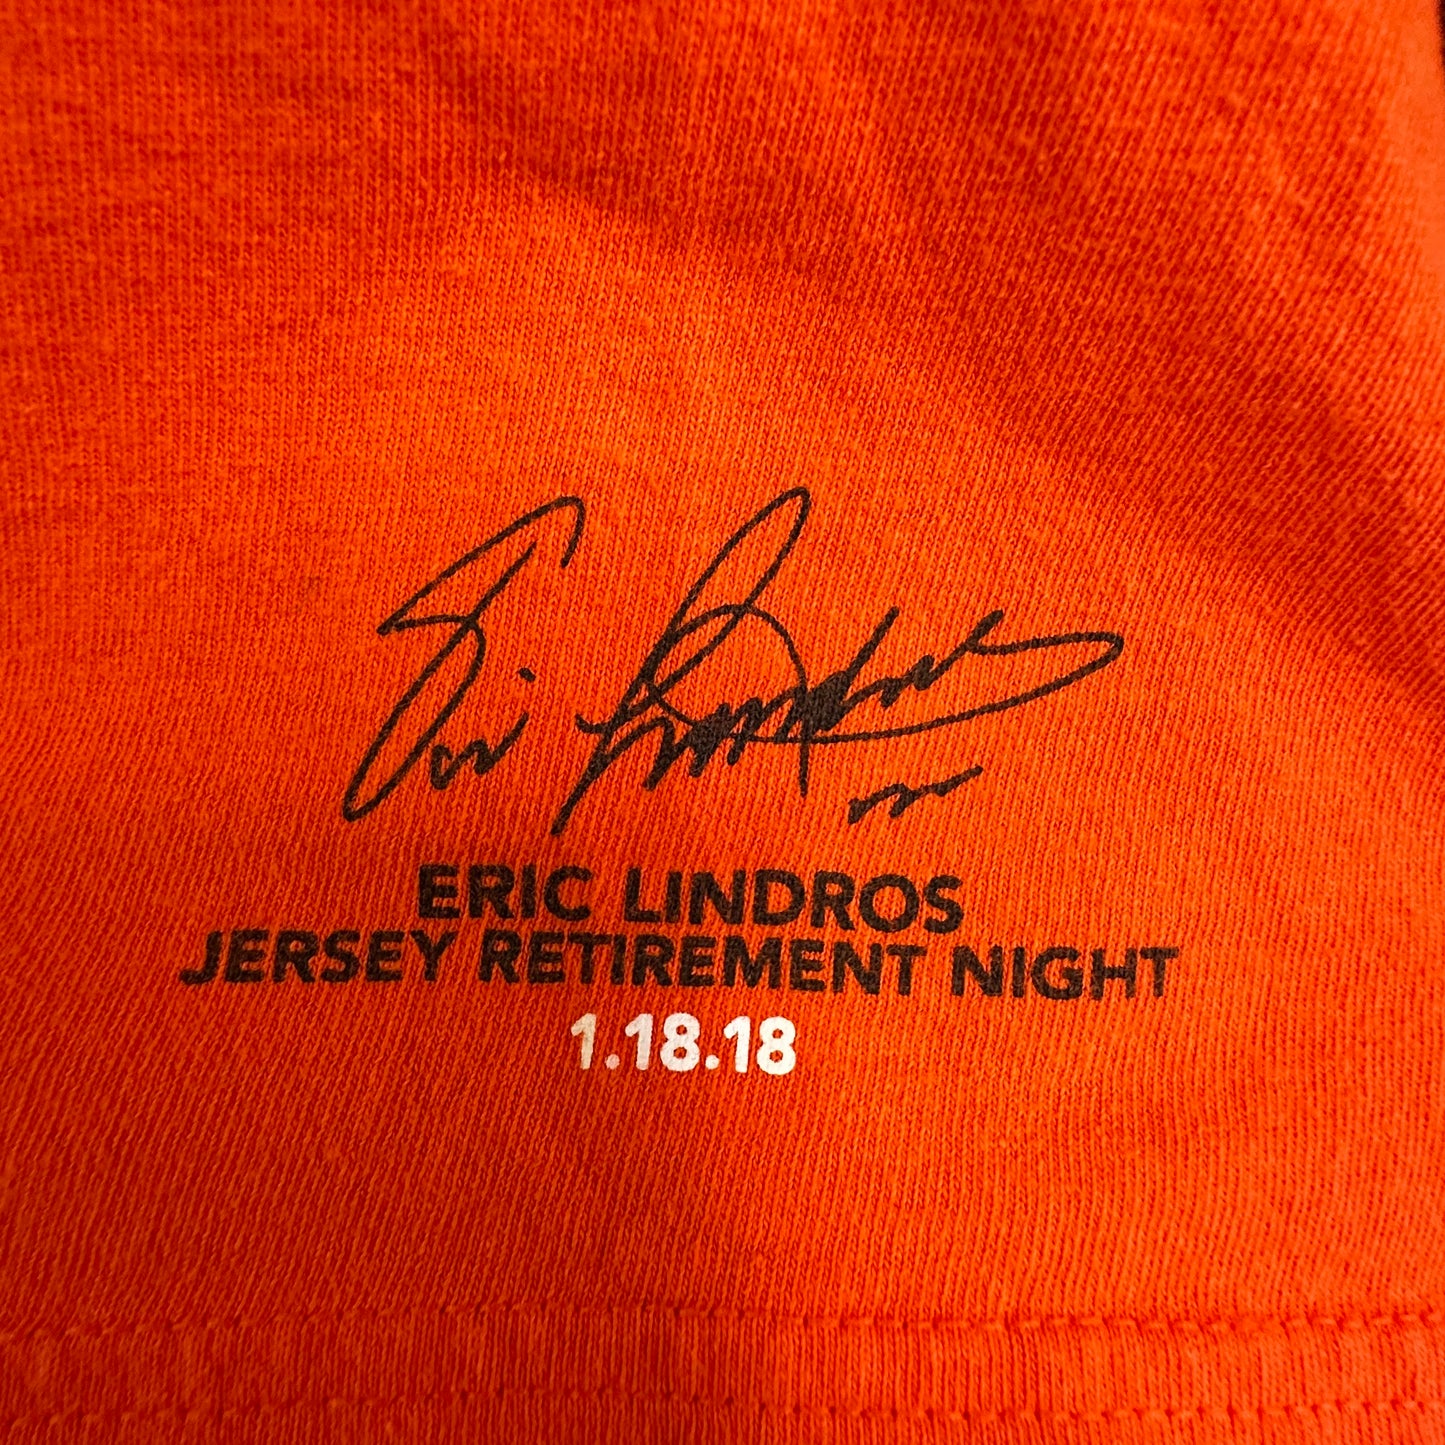 ERIC LINDROS
JERSEY RETIREMENT NIGHT
1.18.18